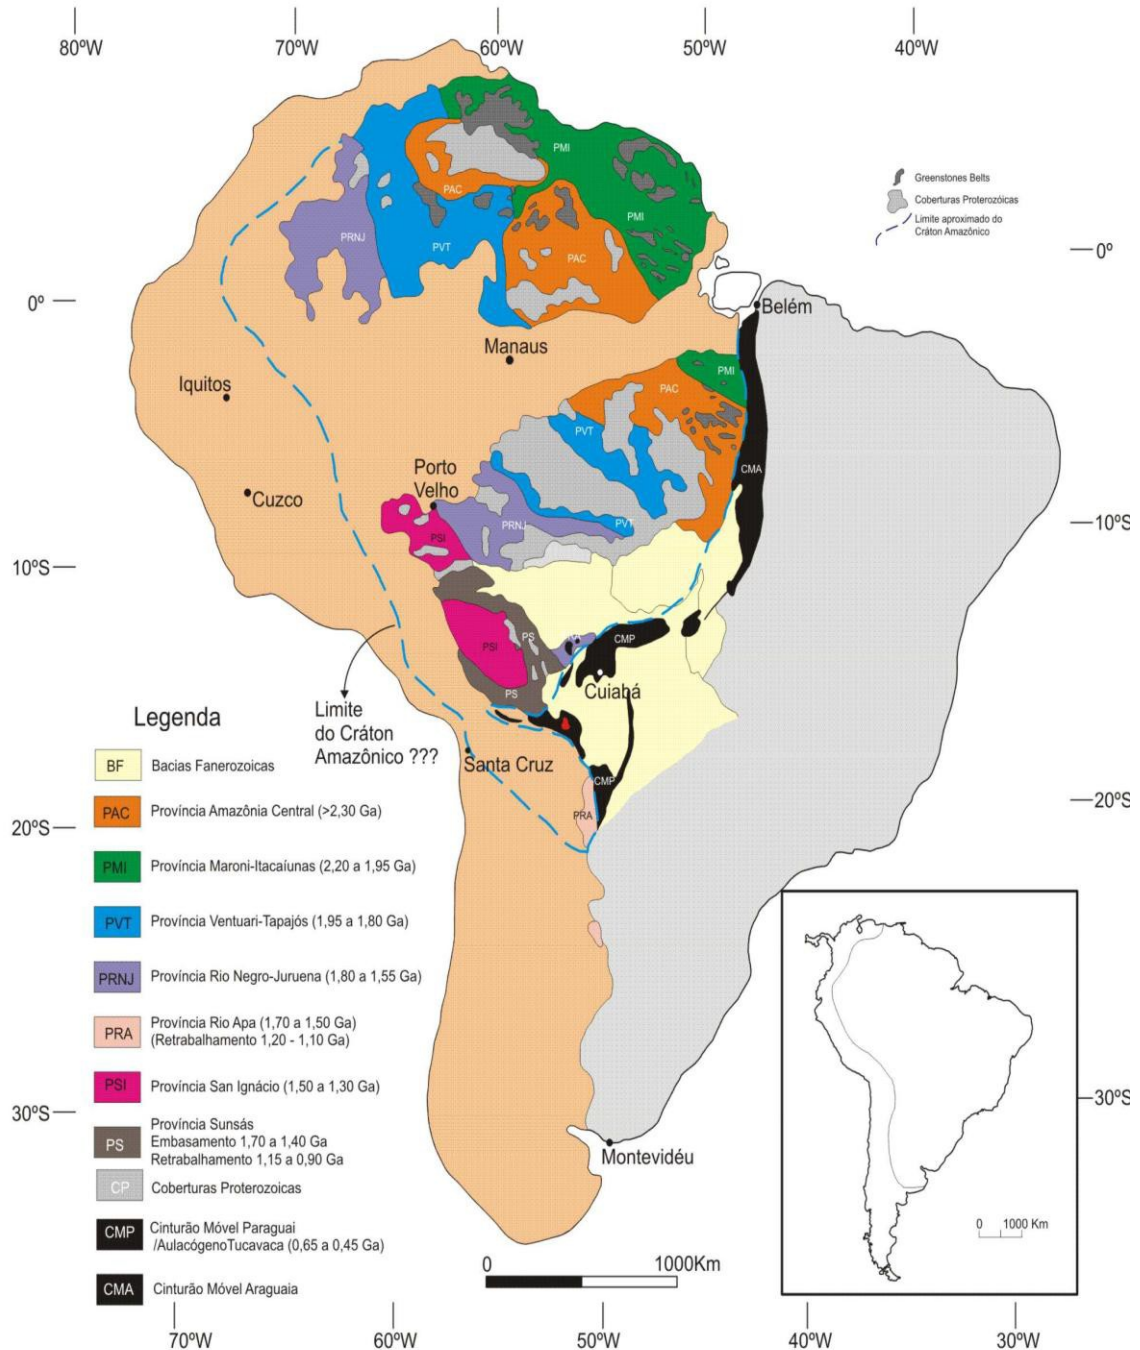 80ºW
70ºW
60ºW
50ºW
40ºW
PMI
PAC
PRNJ
PVT
PMI
PAC
Greenstones Belts
Coberturas Proterozóicas
Limite aproximado do
Cráton Amazônico
0º
0º
Belém
Manaus
Iquitos
PMI
PAC
PVT
CMA
Porto
Velho
Cuzco
PRNJ
PVT
PSI
10ºS
10ºS
PS
CMP
PSI
PS
Cuiabá
Limite
do Cráton
Amazônico ???
Santa Cruz
CMP
PRA
20ºS
20ºS
Legenda
BF Bacias Fanerozoicas
PAC Província Amazônia Central (>2,30 Ga)
PMI Província Maroni-Itacaíunas (2,20 a 1,95 Ga)
PVT Província Ventuari-Tapajós (1,95 a 1,80 Ga)
PRNJ Província Rio Negro-Juruena (1,80 a 1,55 Ga)
PRA Província Rio Apa (1,70 a 1,50 Ga)
(Retrabalhamento 1,20 - 1,10 Ga)
PSI Província San Ignácio (1,50 a 1,30 Ga)
PS Província Sunsás
Embasamento 1,70 a 1,40 Ga
Retrabalhamento 1,15 a 0,90 Ga
CP Coberturas Proterozoicas
CMP Cinturão Móvel Paraguai
/AulacógenoTucavaca (0,65 a 0,45 Ga)
CMA Cinturão Móvel Araguaia
30ºS
30ºS
Montevidéu
0 1000Km
0 1000 Km
70ºW
60ºW
50ºW
40ºW
30ºW